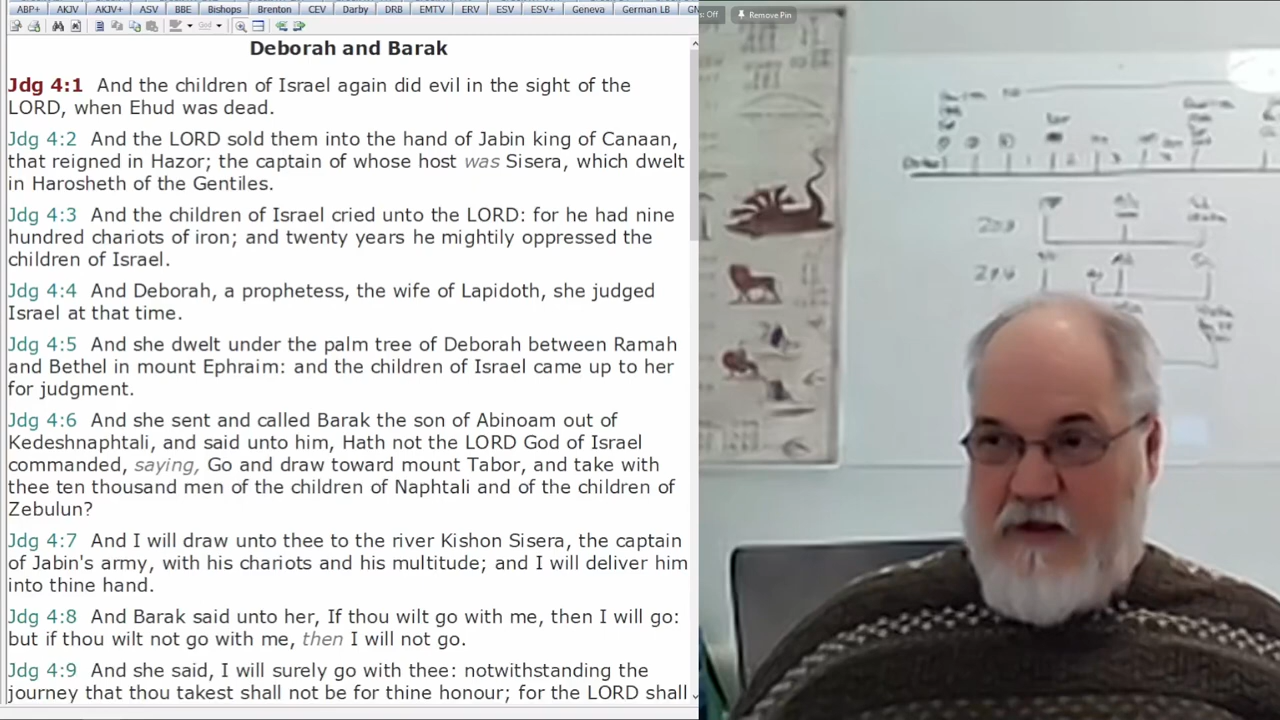 ABP+ AKJV AKJV+ ASV BBE Bishops Brenton CEV Darby DRB EMTV ERV ESV ESV+ Geneva German LB GN
Deborah and Barak
Jdg 4:1 And the children of Israel again did evil in the sight of the
LORD, when Ehud was dead.
Jdg 4:2 And the LORD sold them into the hand of Jabin king of Canaan,
that reigned in Hazor; the captain of whose host was Sisera, which dwelt
in Harosheth of the Gentiles.
Jdg 4:3 And the children of Israel cried unto the LORD: for he had nine
hundred chariots of iron; and twenty years he mightily oppressed the
children of Israel.
Jdg 4:4 And Deborah, a prophetess, the wife of Lapidoth, she judged
Israel at that time.
Jdg 4:5 And she dwelt under the palm tree of Deborah between Ramah
and Bethel in mount Ephraim: and the children of Israel came up to her
for judgment.
Jdg 4:6 And she sent and called Barak the son of Abinoam out of
Kedeshnaphtali, and said unto him, Hath not the LORD God of Israel
commanded, saying, Go and draw toward mount Tabor, and take with
thee ten thousand men of the children of Naphtali and of the children of
Zebulun?
Jdg 4:7 And I will draw unto thee to the river Kishon Sisera, the captain
of Jabin's army, with his chariots and his multitude; and I will deliver him
into thine hand.
Jdg 4:8 And Barak said unto her, If thou wilt go with me, then I will go:
but if thou wilt not go with me, then I will not go.
Jdg 4:9 And she said, I will surely go with thee: notwithstanding the
journey that thou takest shall not be for thine honour; for the LORD shall
s: Off Remove Pin